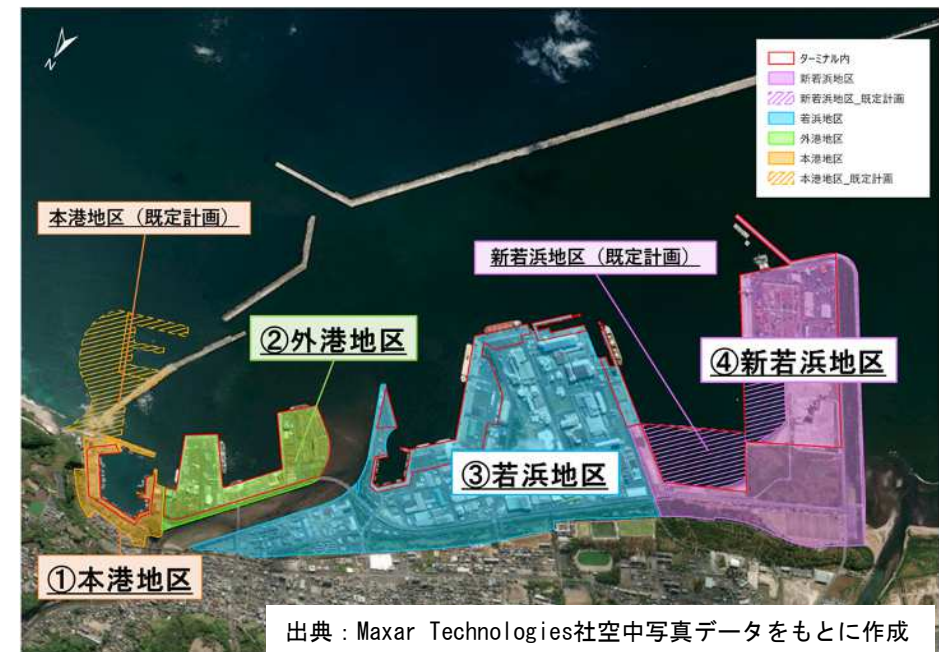 N
ターミナル内
新若浜地区
新若浜地区_既定計画
若浜地区
外港地区
本港地区
本港地区_既定計画
本港地区（既定計画）
新若浜地区（既定計画）
②外港地区
④新若浜地区
③若浜地区
①本港地区
出典：Maxar Technologies社空中写真データをもとに作成